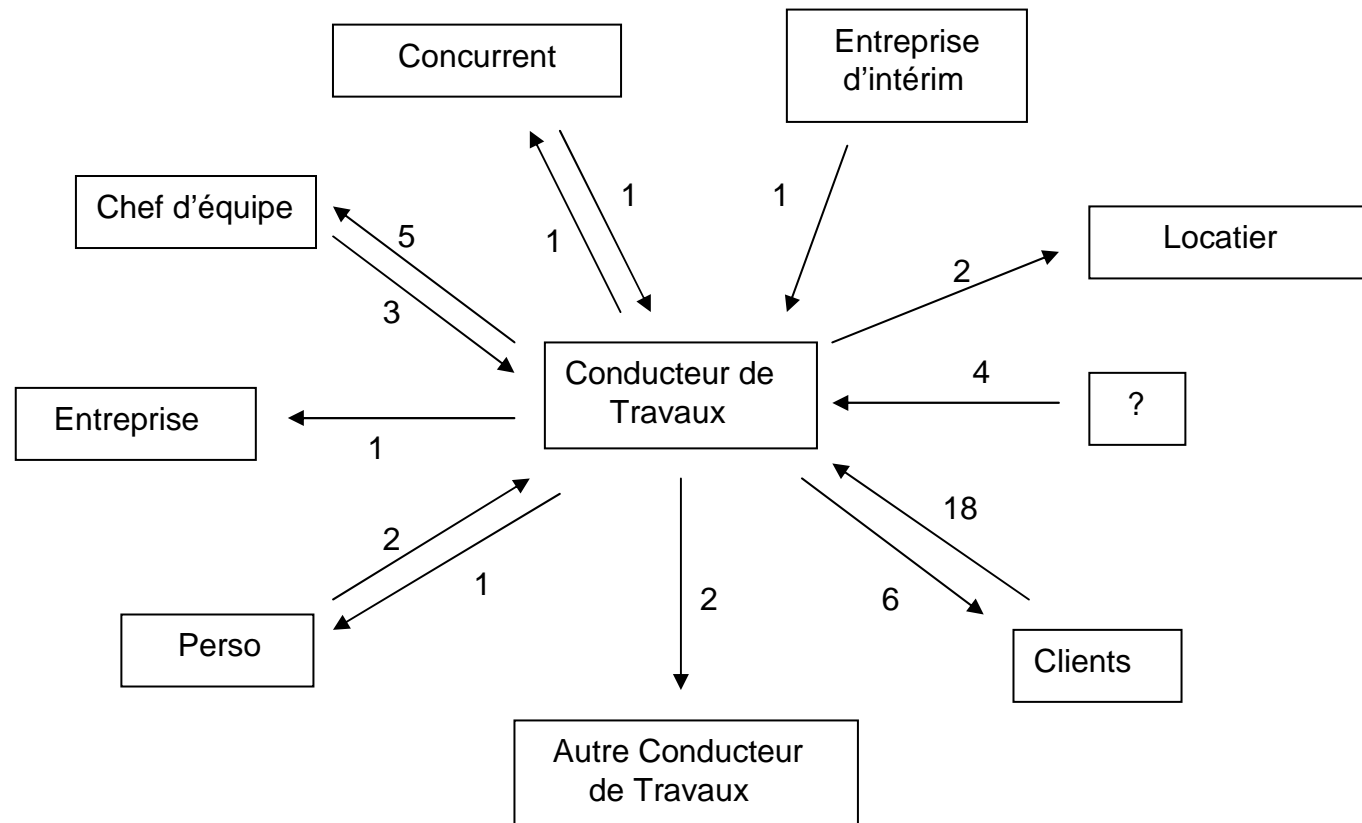 Concurrent
Entreprise
d'intérim
Chef d'équipe
1
1
1
5
3
2
Locatier
Conducteur de
Travaux
4
?
Entreprise
1
18
2
1
2
6
Perso
Clients
Autre Conducteur
de Travaux